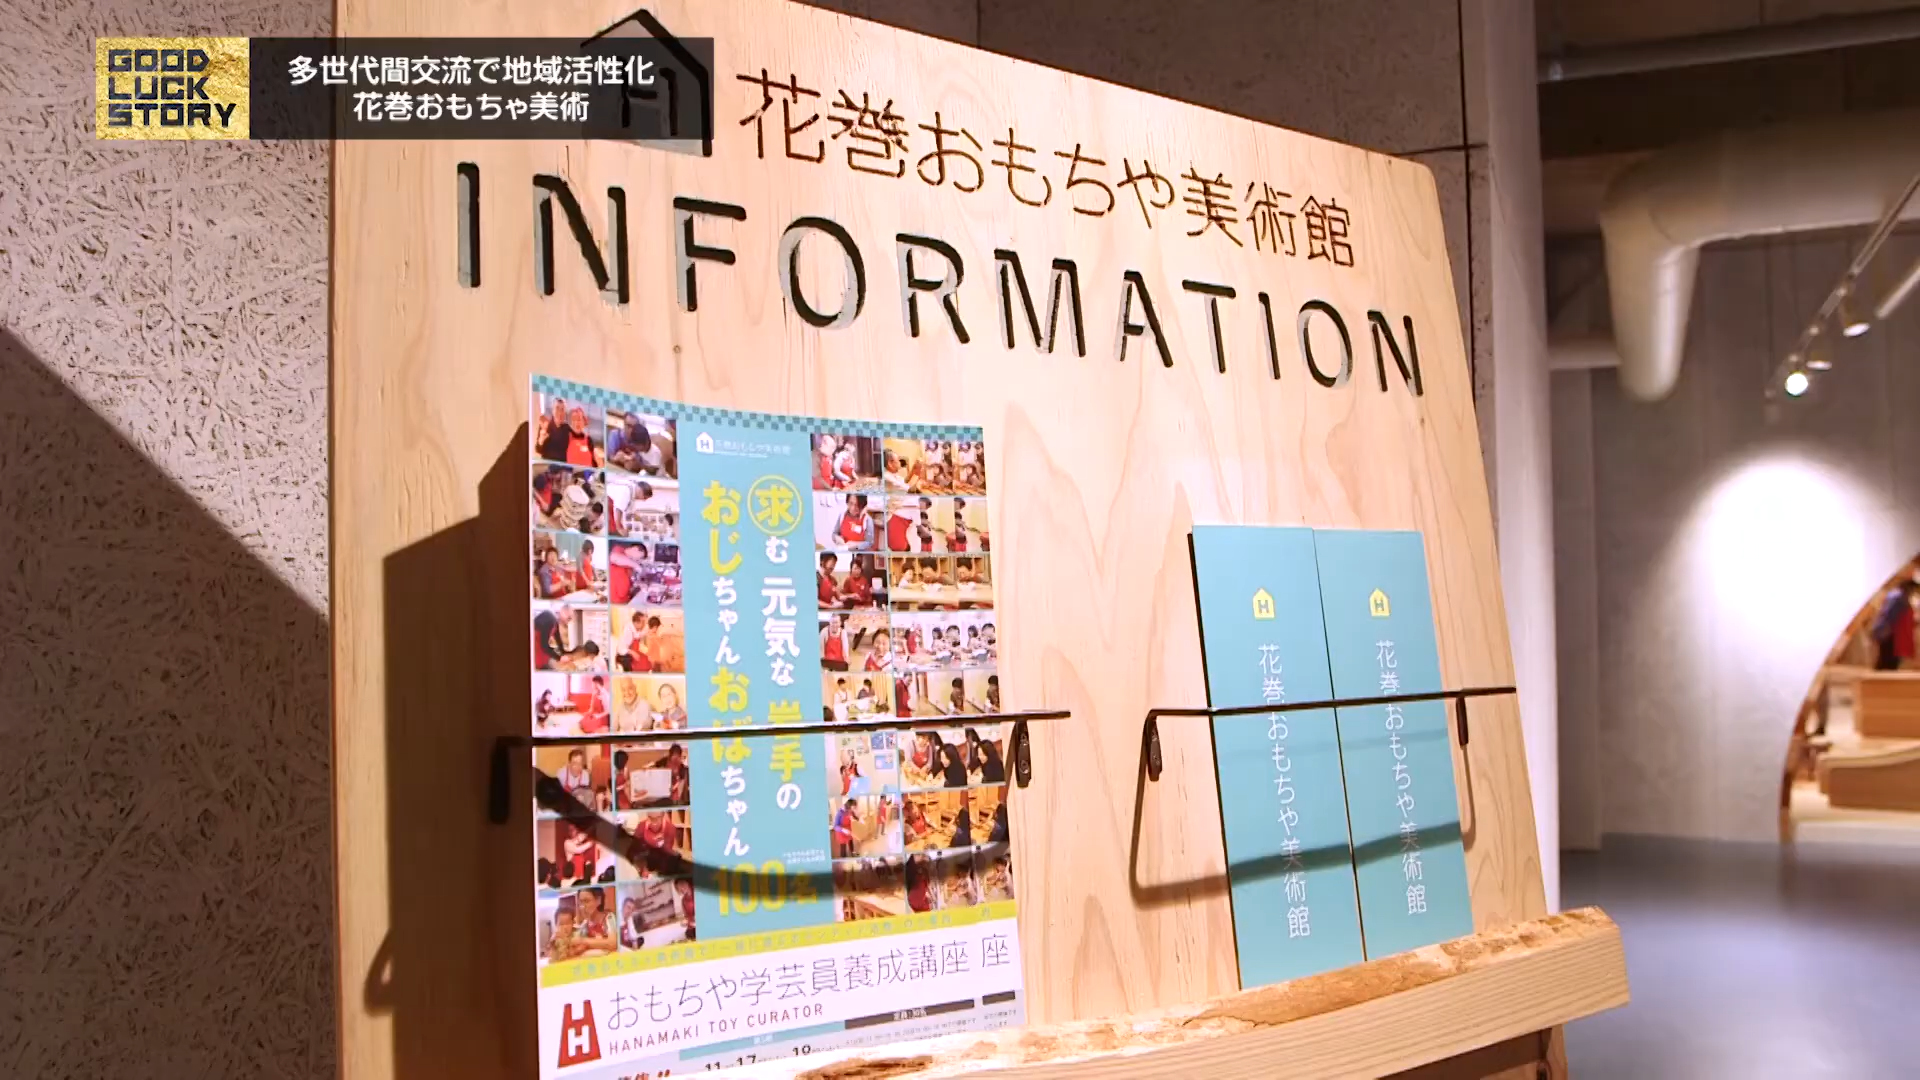 GOOD
LUCK
STORY
多世代間交流で地域活性化
花巻おもちゃ美術
花巻おもちゃ美術館
INFORMATION
花巻おもちゃ美術館
求む 元気な 岩手の
おじちゃんおばちゃん
100名
おもちゃ学芸員養成講座 座
HANAMAKI TOY CURATOR
H
花巻おもちゃ美術館
H
花巻おもちゃ美術館